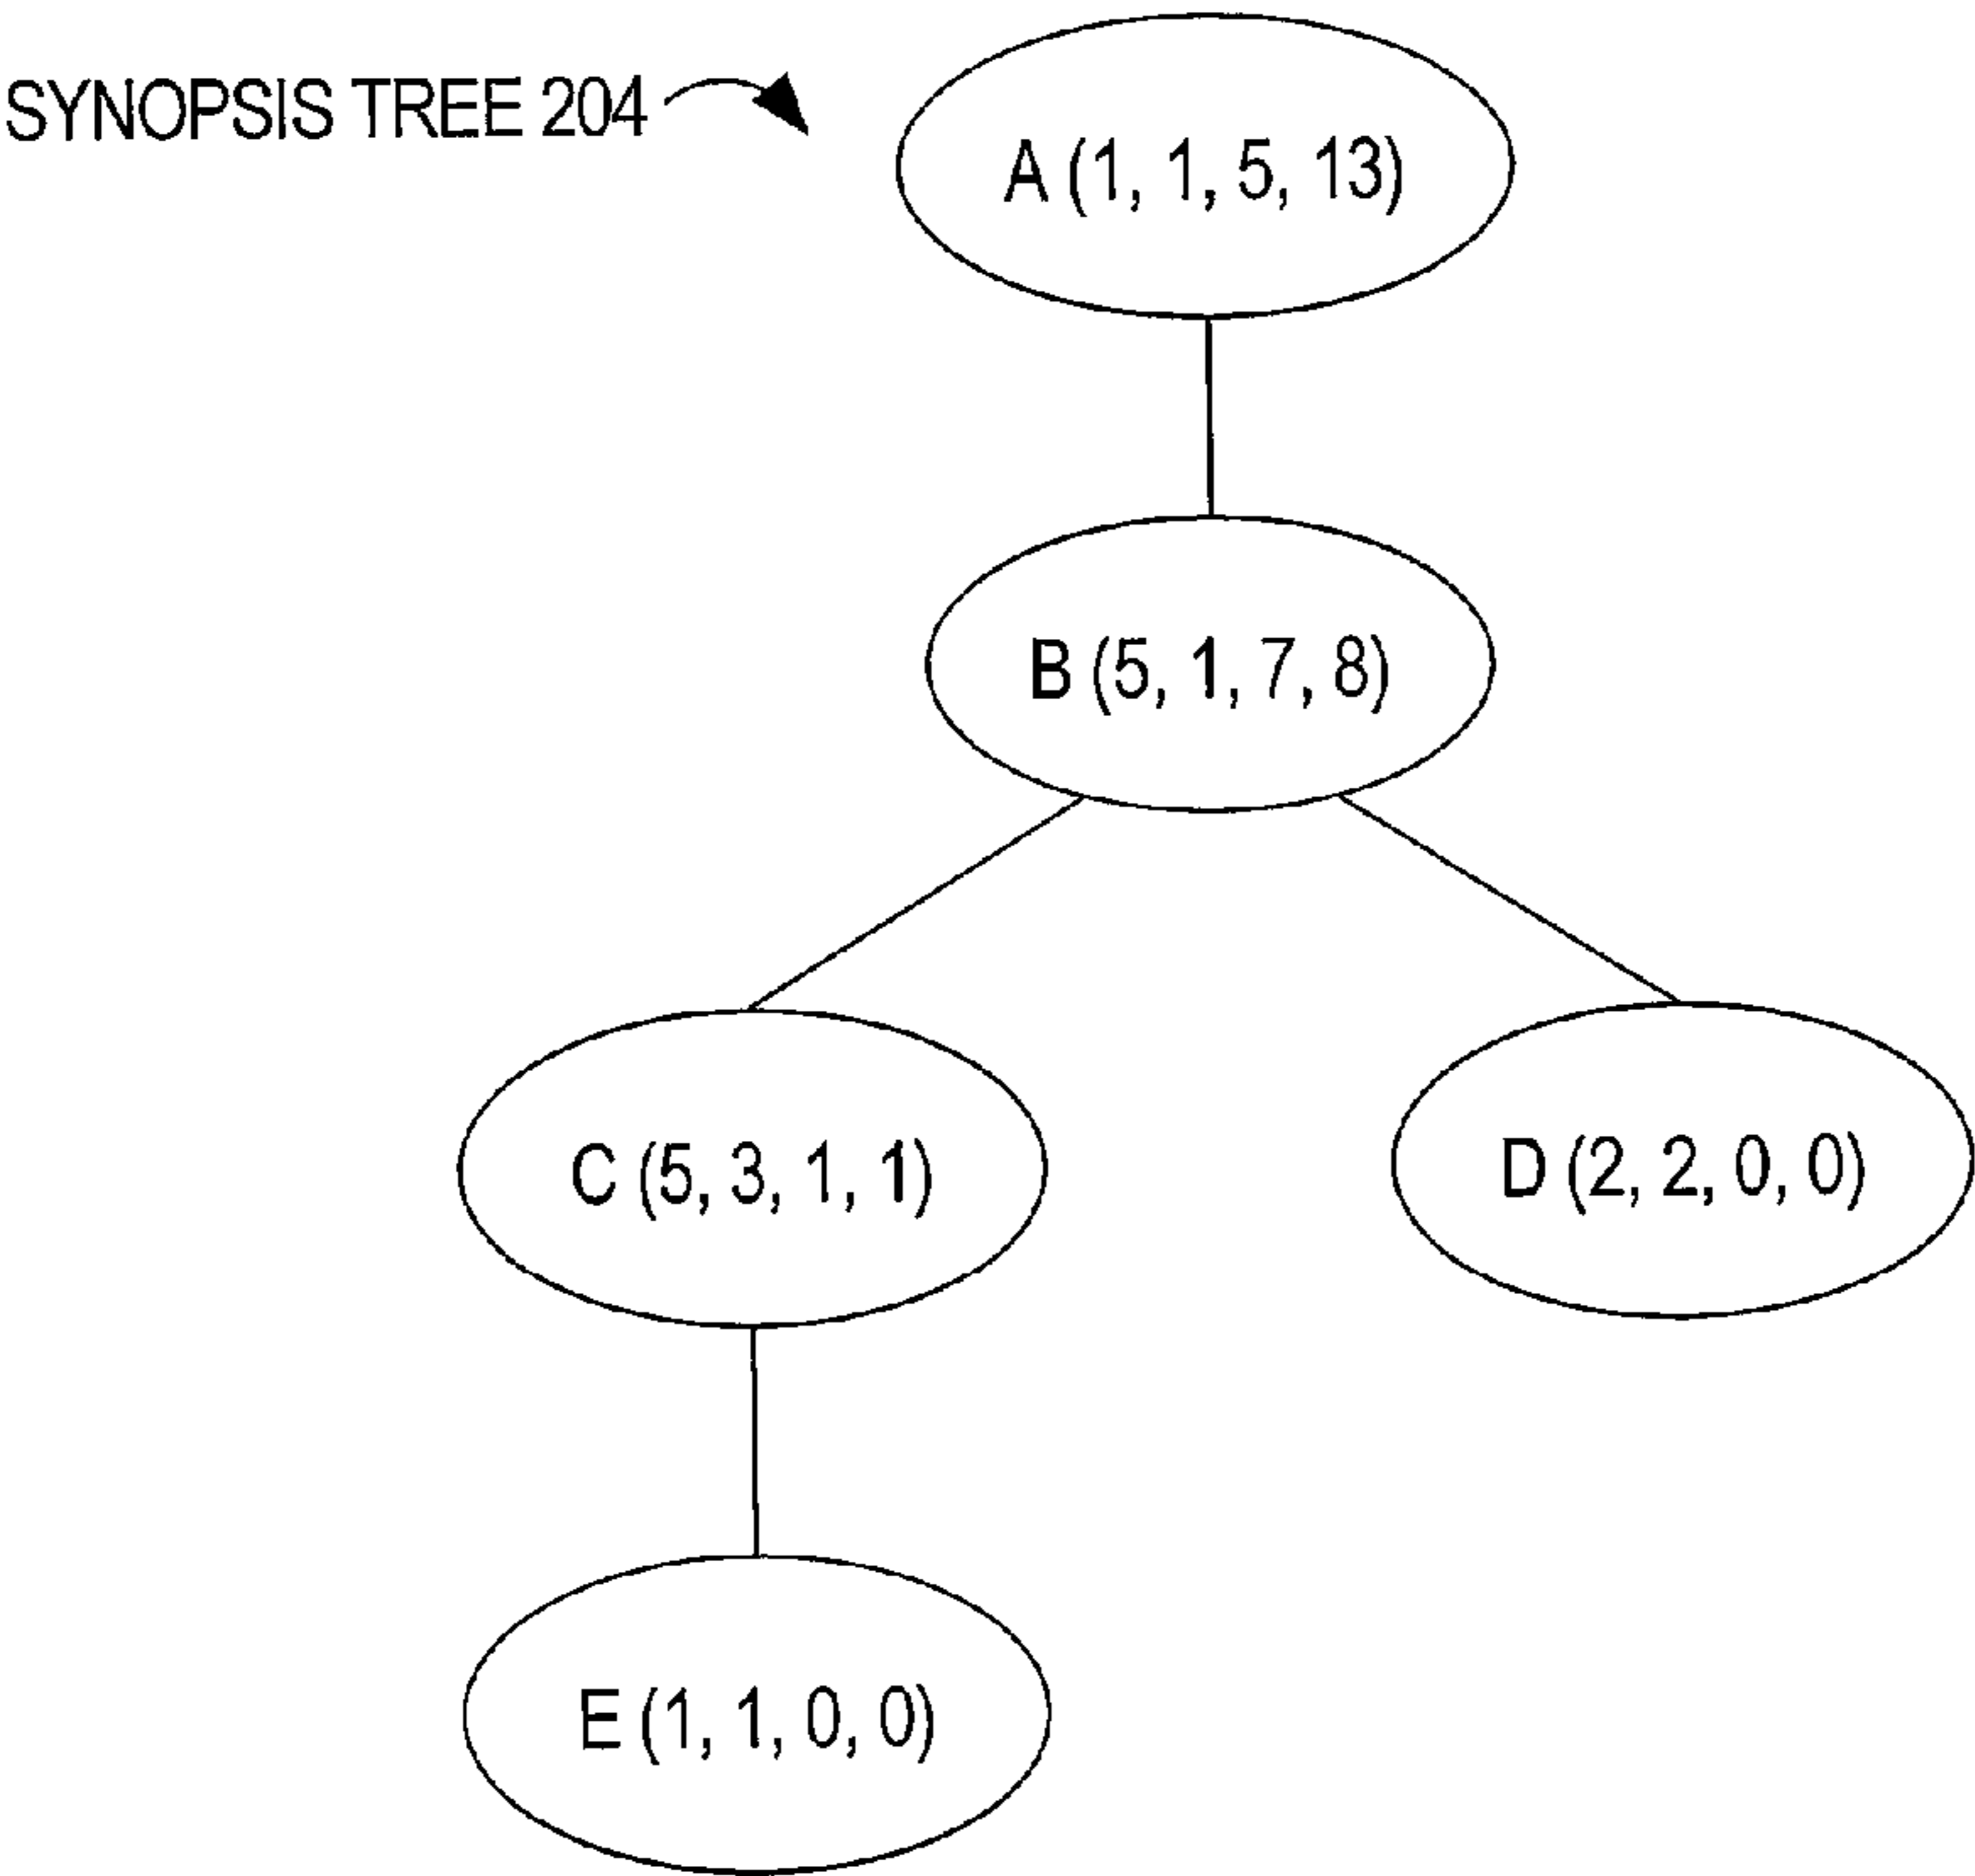 SYNOPSIS TREE 204
A (1, 1, 5, 13)
B (5, 1, 7, 8)
C (5, 3, 1, 1)
D (2, 2, 0, 0)
E (1, 1, 0, 0)